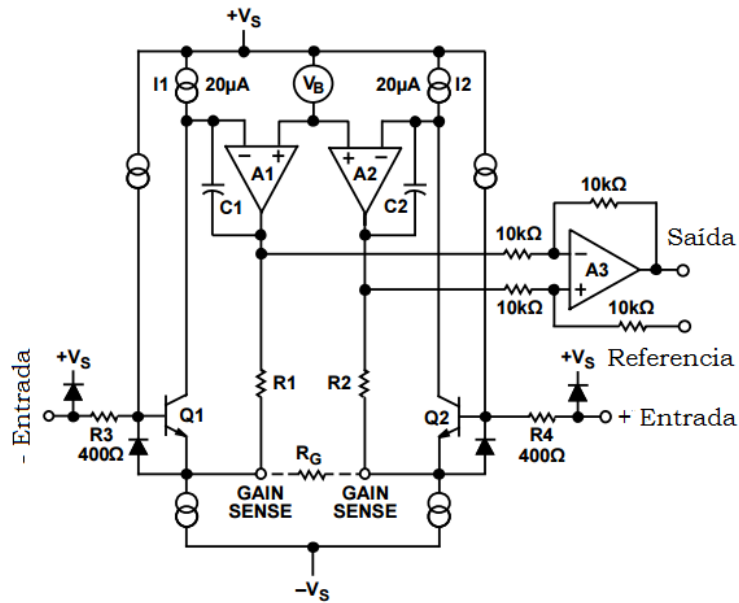 +VS
I1
20µA
VB
20µA
I2
−
+
A1
+
−
A2
C1
C2
10kΩ
10kΩ
Saída
−
A3
+
10kΩ
10kΩ
+VS
- Entrada
R1
R2
+VS
Referencia
Q1
Q2
R3
400Ω
R4
400Ω
+ Entrada
RG
GAIN
SENSE
GAIN
SENSE
−VS